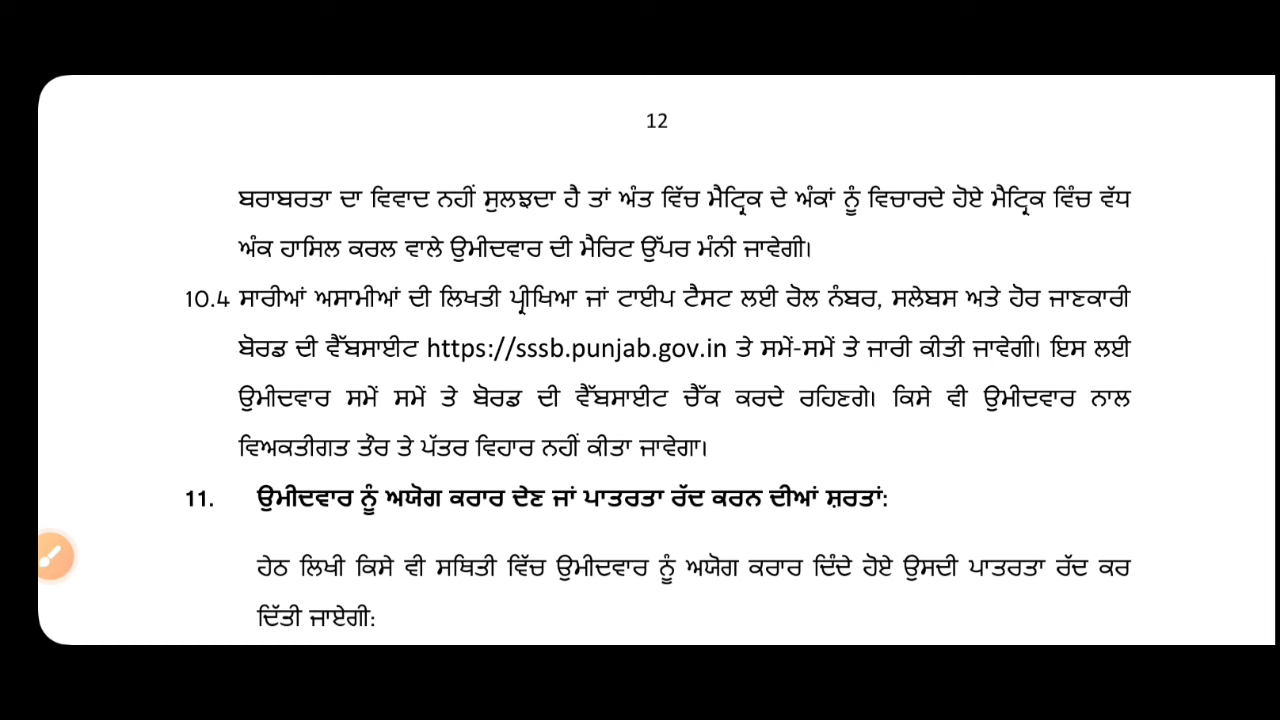 12
ਬਰਾਬਰਤਾ ਦਾ ਵਿਵਾਦ ਨਹੀਂ ਸੁਲਝਦਾ ਹੈ ਤਾਂ ਅੰਤ ਵਿੱਚ ਮੈਟ੍ਰਿਕ ਦੇ ਅੰਕਾਂ ਨੂੰ ਵਿਚਾਰਦੇ ਹੋਏ ਮੈਟ੍ਰਿਕ ਵਿੰਚ ਵੱਧ
ਅੰਕ ਹਾਸਿਲ ਕਰਲ ਵਾਲੇ ਉਮੀਦਵਾਰ ਦੀ ਮੈਰਿਟ ਉੱਪਰ ਮੰਨੀ ਜਾਵੇਗੀ।
10.4 ਸਾਰੀਆਂ ਅਸਾਮੀਆਂ ਦੀ ਲਿਖਤੀ ਪ੍ਰੀਖਿਆ ਜਾਂ ਟਾਈਪ ਟੈਸਟ ਲਈ ਰੋਲ ਨੰਬਰ, ਸਲੇਬਸ ਅਤੇ ਹੋਰ ਜਾਣਕਾਰੀ
ਬੋਰਡ ਦੀ ਵੈੱਬਸਾਈਟ https://sssb.punjab.gov.in ਤੇ ਸਮੇਂ-ਸਮੇਂ ਤੇ ਜਾਰੀ ਕੀਤੀ ਜਾਵੇਗੀ। ਇਸ ਲਈ
ਉਮੀਦਵਾਰ ਸਮੇਂ ਸਮੇਂ ਤੇ ਬੋਰਡ ਦੀ ਵੈੱਬਸਾਈਟ ਚੈੱਕ ਕਰਦੇ ਰਹਿਣਗੇ। ਕਿਸੇ ਵੀ ਉਮੀਦਵਾਰ ਨਾਲ
ਵਿਅਕਤੀਗਤ ਤੌਰ ਤੇ ਪੱਤਰ ਵਿਹਾਰ ਨਹੀਂ ਕੀਤਾ ਜਾਵੇਗਾ।
11. ਉਮੀਦਵਾਰ ਨੂੰ ਅਯੋਗ ਕਰਾਰ ਦੇਣ ਜਾਂ ਪਾਤਰਤਾ ਰੱਦ ਕਰਨ ਦੀਆਂ ਸ਼ਰਤਾਂ:
ਹੇਠ ਲਿਖੀ ਕਿਸੇ ਵੀ ਸਥਿਤੀ ਵਿੱਚ ਉਮੀਦਵਾਰ ਨੂੰ ਅਯੋਗ ਕਰਾਰ ਦਿੰਦੇ ਹੋਏ ਉਸਦੀ ਪਾਤਰਤਾ ਰੱਦ ਕਰ
ਦਿੱਤੀ ਜਾਏਗੀ: